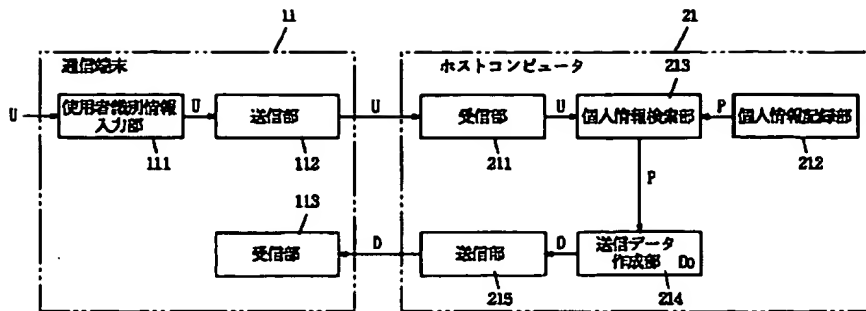 11
21
通信端末
ホストコンピュータ
213
U
使用者識別情報
入力部
U
送信部
U
受信部
U
個人情報検索部
P
個人情報記録部
111
112
211
212
113
P
受信部
D
送信部
D
送信データ
作成部 D0
215
214